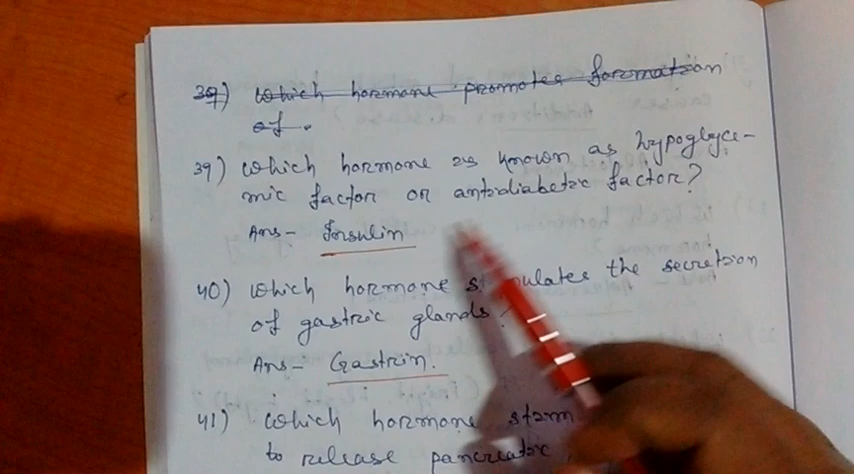 39) which hormone promotes formation
of.
39) which hormone is known as hypoglyce-
mic factor or antidiabetic factor?
Ans- Insulin
40) which hormone the secretion
of gastric glands?
Ans- Gastrin.
41) which hormone
to release pancreatic